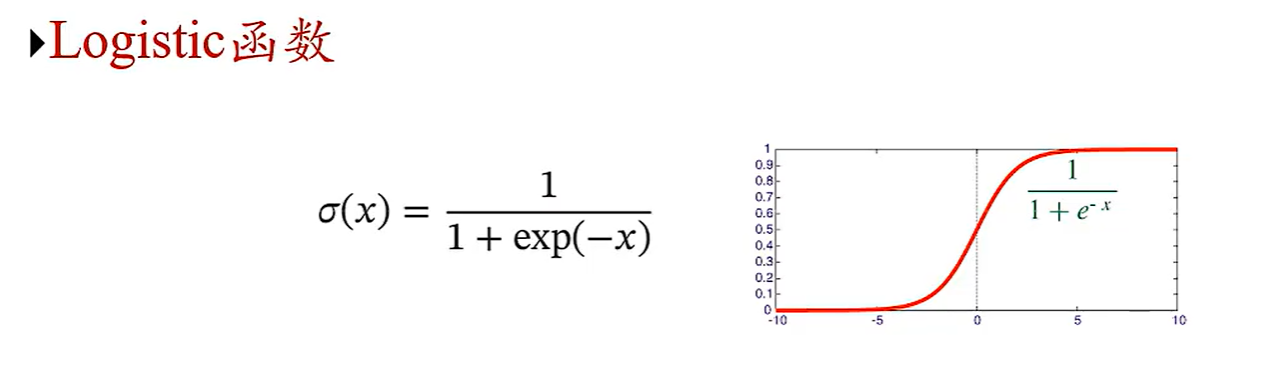 ▶Logistic函数
σ(x) = 1 / (1 + exp(−x))
1 / (1 + e^{-x})
1
0.9
0.8
0.7
0.6
0.5
0.4
0.3
0.2
0.1
0
-10 -5 0 5 10